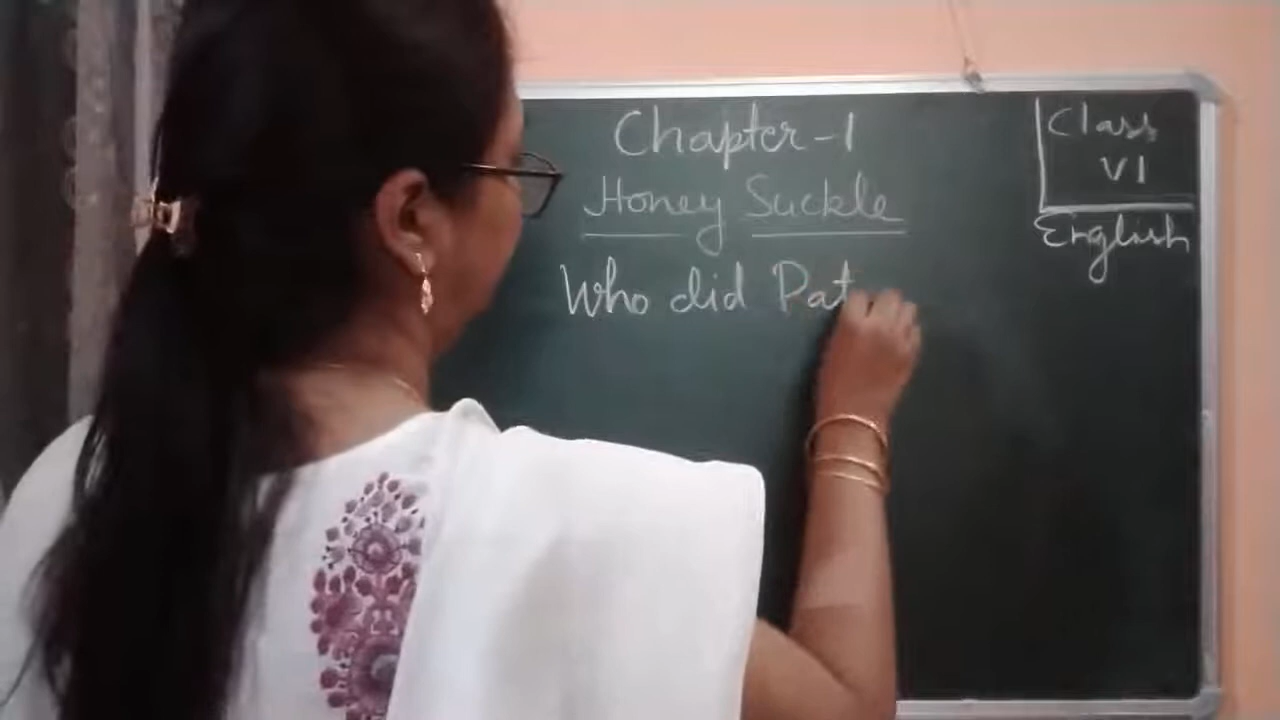 Chapter-1
Honey Suckle
Who did Pat
Class
VI
English